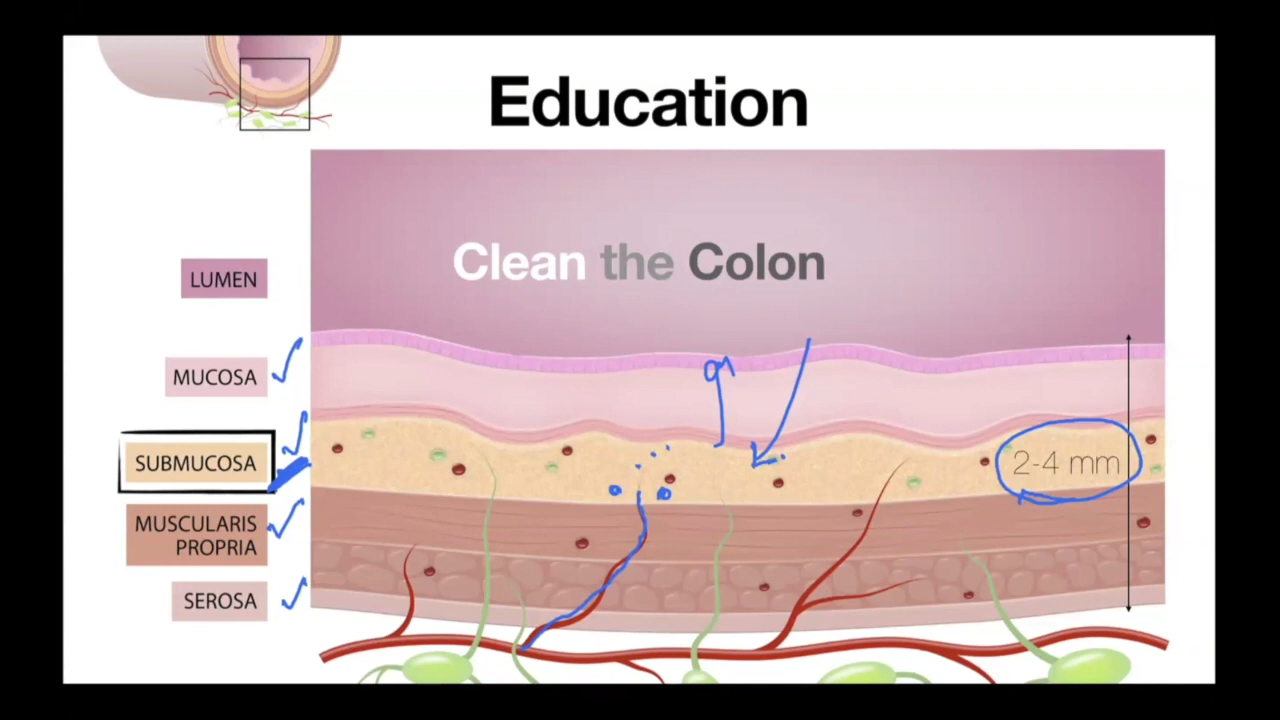 Education
Clean the Colon
LUMEN
MUCOSA
SUBMUCOSA
2-4 mm
MUSCULARIS
PROPRIA
SEROSA